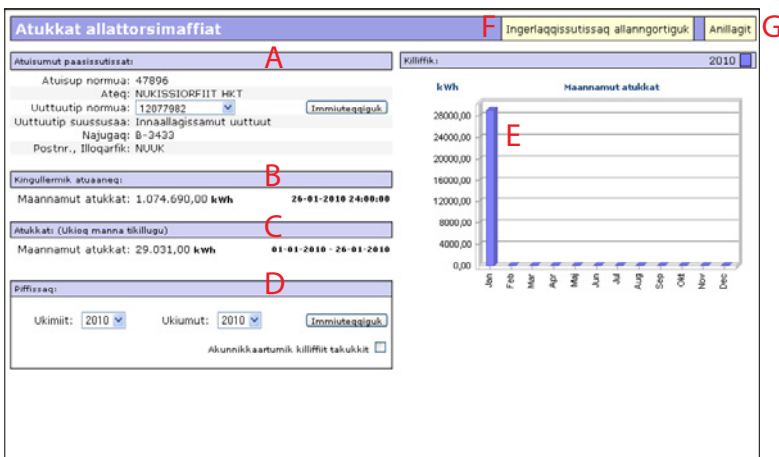 Atukkat allattorsimaffiat F Ingerlaqqissutissaq allanngortiguk Anillagit G
Atuisumut paasissutissat: A
Atuisup normua: 47896
Ateq: NUKISSIORFIIT HKT
Uuttuutip normua: 12077982 Immiuteqqiguk
Uuttuutip suussusaa: Innaallagissamut uuttuut
Najugaq: B-3433
Postnr., Illoqarfik: NUUK
Kingullermik atuaaneq: B
Maannamut atukkat: 1.074.690,00 kWh 26-01-2010 24:00:00
Atukkat: (Ukioq manna tikillugu) C
Maannamut atukkat: 29.031,00 kWh 01-01-2010 - 26-01-2010
Piffissaq: D
Ukimiit: 2010 Ukiumut: 2010 Immiuteqqiguk
Akunnikkaartumik killiffiit takukkit
Killiffik: 2010
kWh Maannamut atukkat
28000,00
24000,00
20000,00
16000,00
12000,00
8000,00
4000,00
0,00
E
Jan Feb Mar Apr Maj Jun Jul Aug Sep Okt Nov Dec